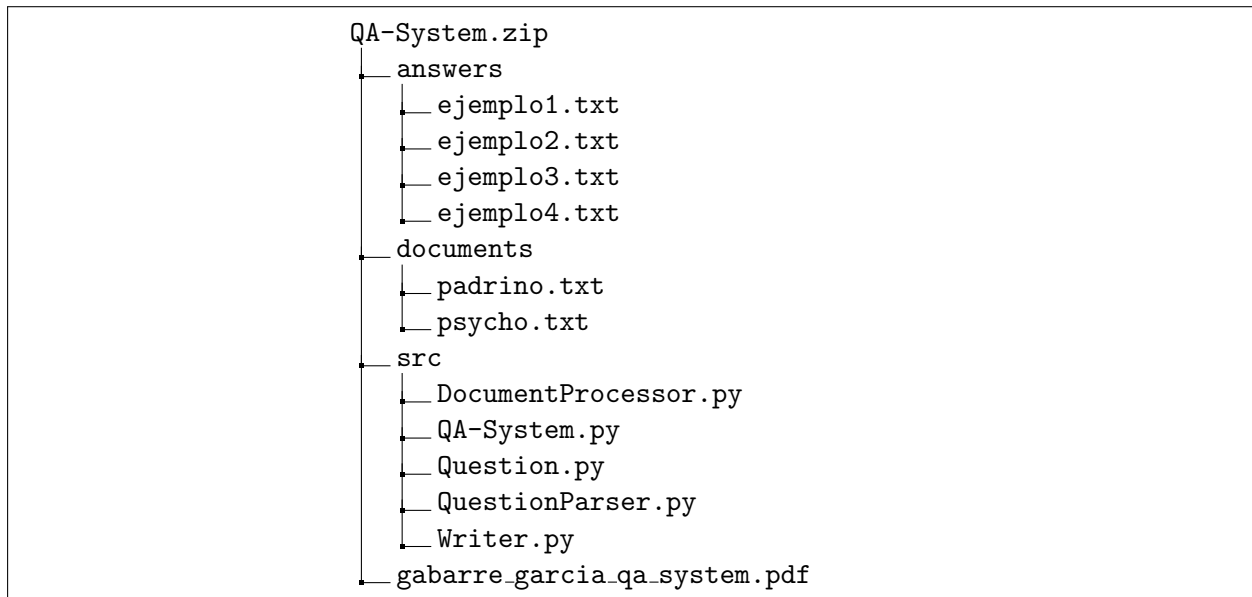 QA-System.zip
answers
ejemplo1.txt
ejemplo2.txt
ejemplo3.txt
ejemplo4.txt
documents
padrino.txt
psycho.txt
src
DocumentProcessor.py
QA-System.py
Question.py
QuestionParser.py
Writer.py
gabarre_garcia_qa_system.pdf